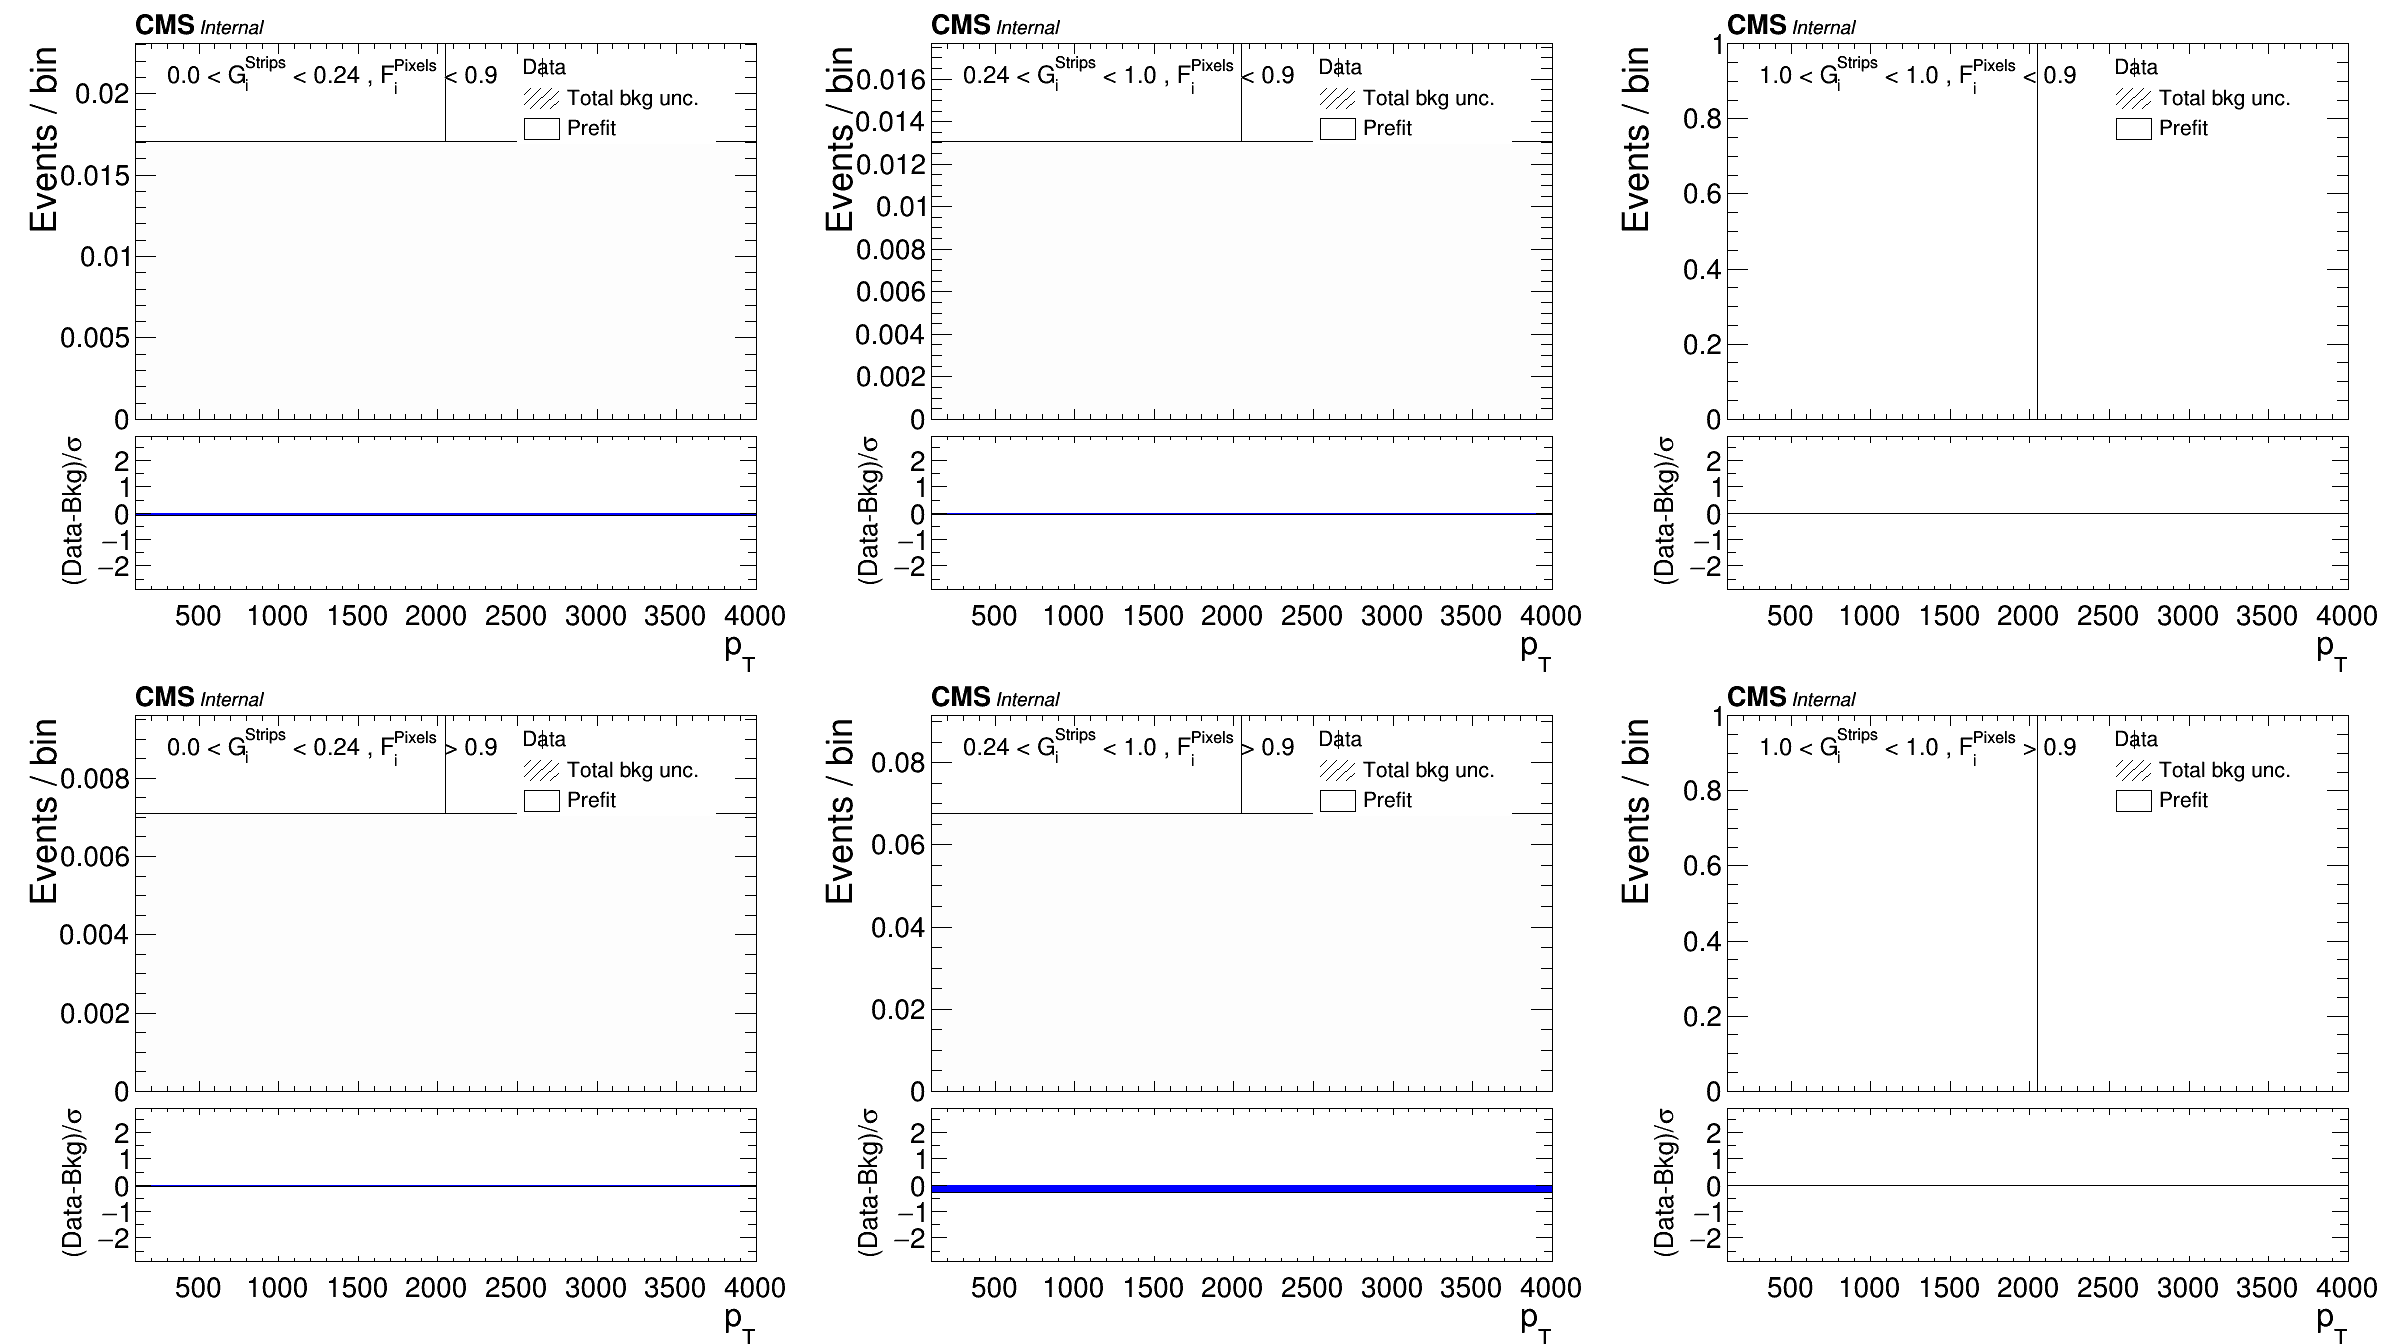 CMS Internal
0.0 < G_i^Strips < 0.24 , F_i^Pixels < 0.9
Data
Total bkg unc.
Prefit
Events / bin
0.02
0.015
0.01
0.005
0
(Data-Bkg)/σ
2
1
0
−1
−2
500 1000 1500 2000 2500 3000 3500 4000
p_T
CMS Internal
0.24 < G_i^Strips < 1.0 , F_i^Pixels < 0.9
Data
Total bkg unc.
Prefit
Events / bin
0.016
0.014
0.012
0.01
0.008
0.006
0.004
0.002
0
(Data-Bkg)/σ
2
1
0
−1
−2
500 1000 1500 2000 2500 3000 3500 4000
p_T
CMS Internal
1.0 < G_i^Strips < 1.0 , F_i^Pixels < 0.9
Data
Total bkg unc.
Prefit
Events / bin
1
0.8
0.6
0.4
0.2
0
(Data-Bkg)/σ
2
1
0
−1
−2
500 1000 1500 2000 2500 3000 3500 4000
p_T
CMS Internal
0.0 < G_i^Strips < 0.24 , F_i^Pixels > 0.9
Data
Total bkg unc.
Prefit
Events / bin
0.008
0.006
0.004
0.002
0
(Data-Bkg)/σ
2
1
0
−1
−2
500 1000 1500 2000 2500 3000 3500 4000
p_T
CMS Internal
0.24 < G_i^Strips < 1.0 , F_i^Pixels > 0.9
Data
Total bkg unc.
Prefit
Events / bin
0.08
0.06
0.04
0.02
0
(Data-Bkg)/σ
2
1
0
−1
−2
500 1000 1500 2000 2500 3000 3500 4000
p_T
CMS Internal
1.0 < G_i^Strips < 1.0 , F_i^Pixels > 0.9
Data
Total bkg unc.
Prefit
Events / bin
1
0.8
0.6
0.4
0.2
0
(Data-Bkg)/σ
2
1
0
−1
−2
500 1000 1500 2000 2500 3000 3500 4000
p_T